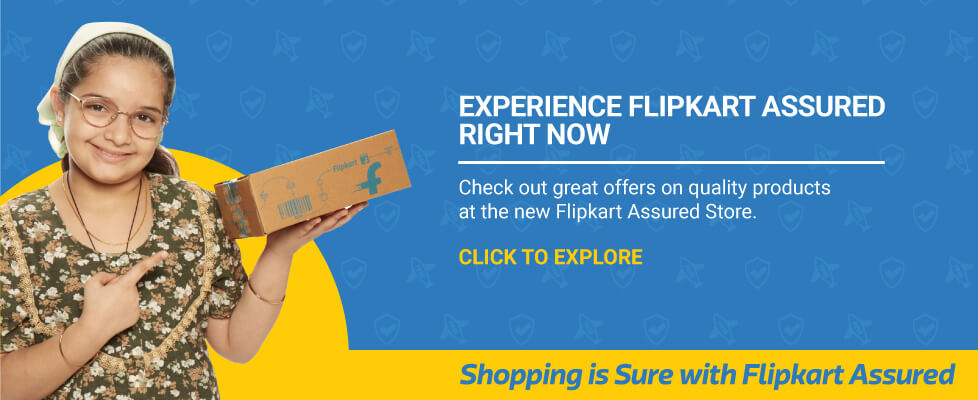 Flipkart
EXPERIENCE FLIPKART ASSURED
RIGHT NOW
Check out great offers on quality products
at the new Flipkart Assured Store.
CLICK TO EXPLORE
Shopping is Sure with Flipkart Assured